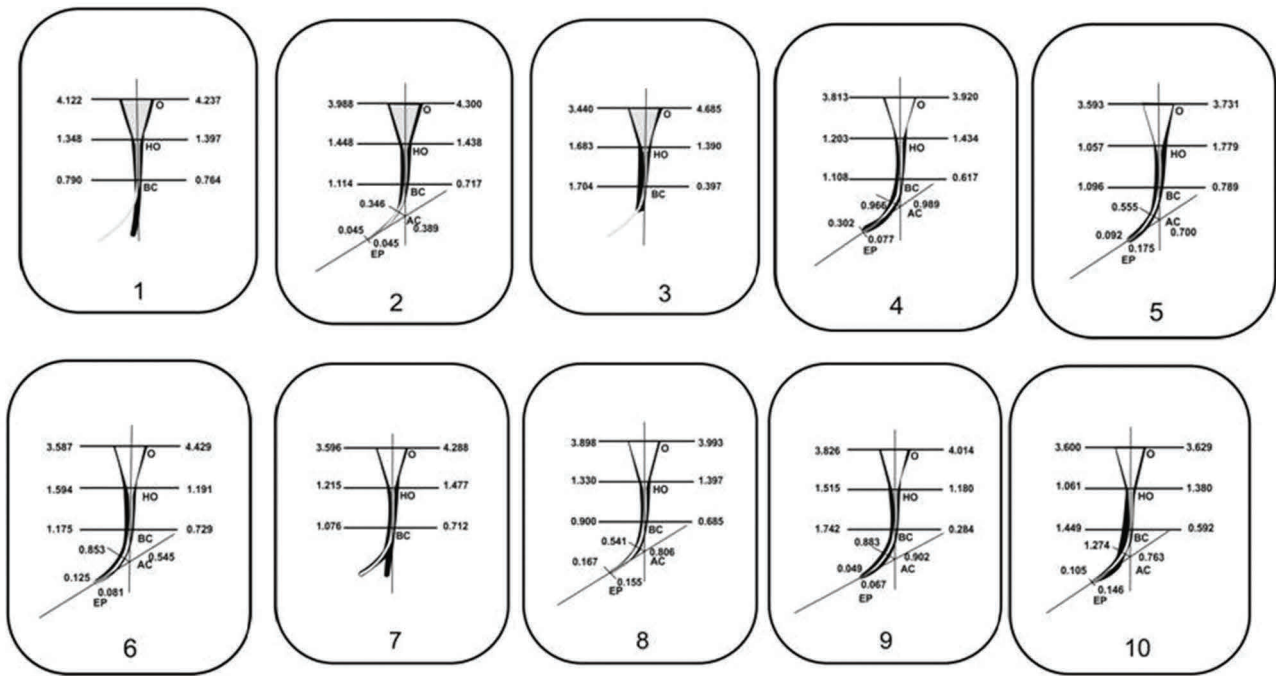 4.122 4.237
O
1.348 1.397
HO
0.790 0.764
BC
1
3.988 4.300
O
1.448 1.438
HO
1.114 0.717
BC
0.346
AC
0.389
0.045
0.045
EP
2
3.440 4.685
O
1.683 1.390
HO
1.704 0.397
BC
3
3.813 3.920
O
1.203 1.434
HO
1.108 0.617
BC
0.966 0.989
AC
0.302
0.077
EP
4
3.593 3.731
O
1.057 1.779
HO
1.096 0.789
BC
0.555
AC
0.700
0.092
0.175
EP
5
3.587 4.429
O
1.594 1.191
HO
1.175 0.729
BC
0.853 0.545
AC
0.125
0.081
EP
6
3.596 4.288
O
1.215 1.477
HO
1.076 0.712
BC
7
3.898 3.993
O
1.330 1.397
HO
0.900 0.685
BC
0.541 0.806
AC
0.167
0.155
EP
8
3.826 4.014
O
1.515 1.180
HO
1.742 0.284
BC
0.883 0.902
AC
0.049
0.067
EP
9
3.600 3.629
O
1.061 1.380
HO
1.449 0.592
BC
1.274 0.763
AC
0.105
0.146
EP
10